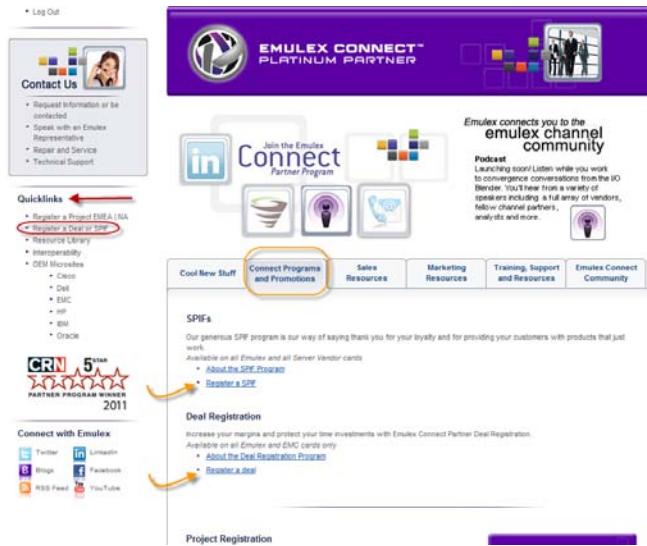 Log Out
Contact Us
Request Information or be
contacted
Speak with an Emulex
Representative
Repair and Service
Technical Support
Quicklinks
Register a Project EMEA | NA
Register a Deal or SPIF
Resource Library
Interoperability
OEM Microsites
Cisco
Dell
EMC
HP
IBM
Oracle
CRN 5 STAR
PARTNER PROGRAM WINNER
2011
Connect with Emulex
Twitter LinkedIn
Blogs Facebook
RSS Feed YouTube
EMULEX CONNECT™
PLATINUM PARTNER
Join the Emulex
Connect
Partner Program
Emulex connects you to the
emulex channel
community
Podcast
Launching soon! Listen while you work
to convergence conversations from the I/O
Blender. You'll hear from a variety of
speakers including a full array of vendors,
fellow channel partners,
analysts and more.
Cool New Stuff
Connect Programs
and Promotions
Sales
Resources
Marketing
Resources
Training, Support
and Resources
Emulex Connect
Community
SPIFs
Our generous SPIF program is our way of saying thank you for your loyalty and for providing your customers with products that just
work.
Available on all Emulex and all Server Vendor cards
About the SPIF Program
Register a SPIF
Deal Registration
Increase your margins and protect your time investments with Emulex Connect Partner Deal Registration.
Available on all Emulex and EMC cards only
About the Deal Registration Program
Register a deal
Project Registration